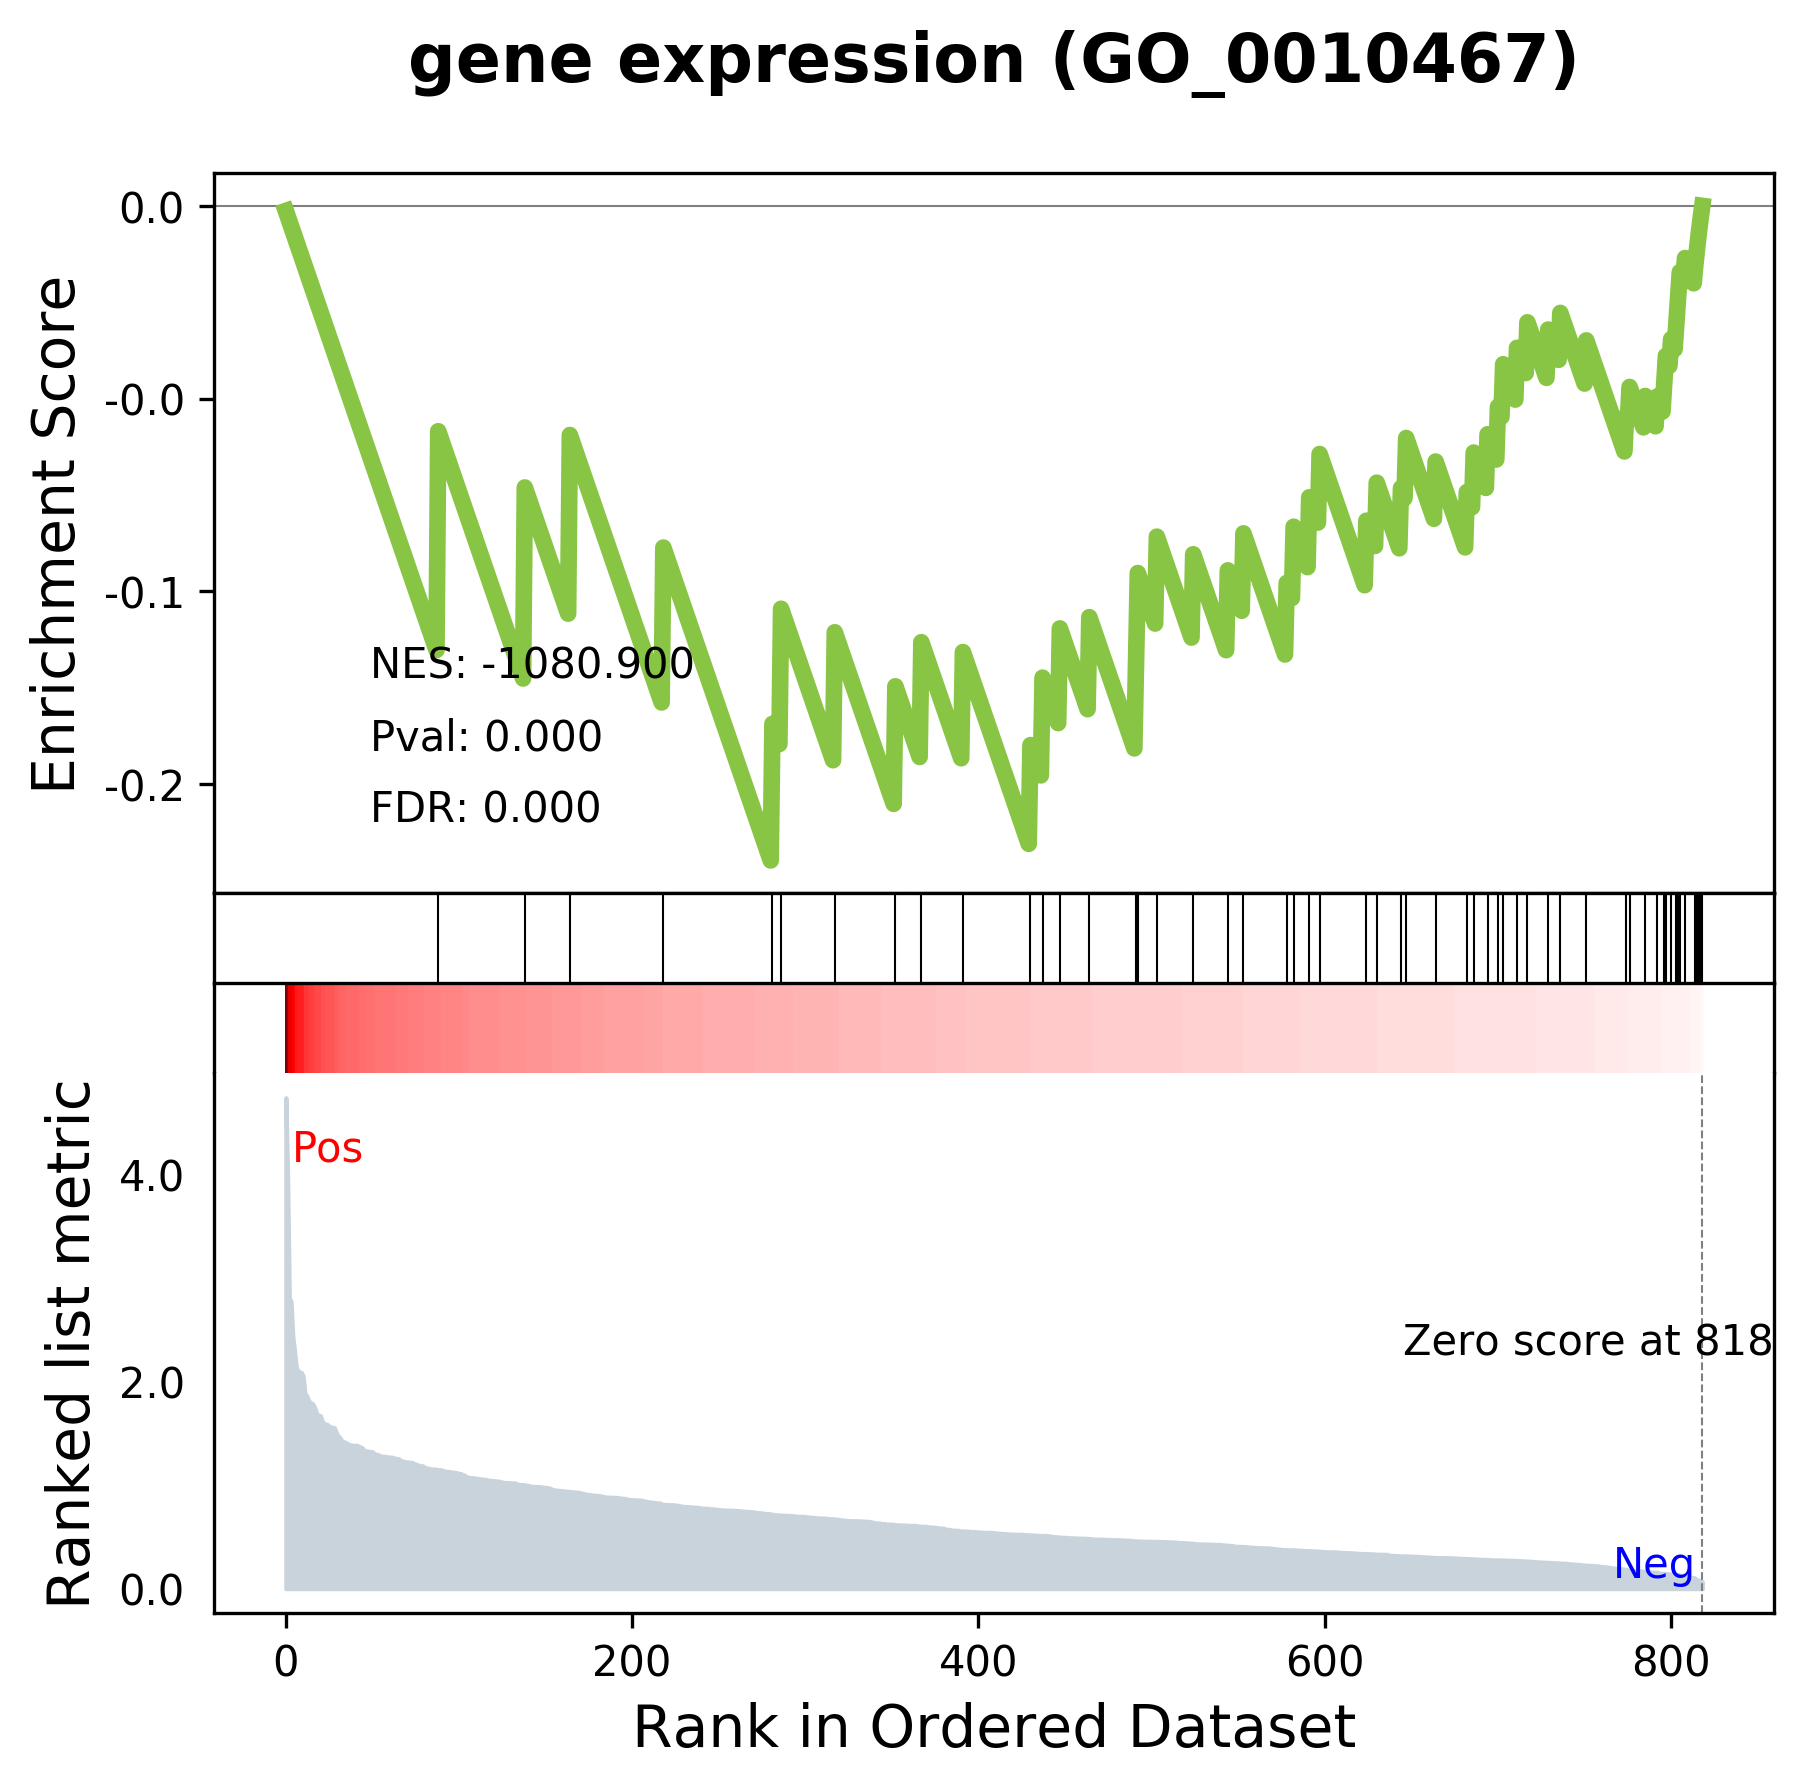 gene expression (GO_0010467)
Enrichment Score
0.0
-0.0
-0.1
-0.2
NES: -1080.900
Pval: 0.000
FDR: 0.000
Ranked list metric
4.0
2.0
0.0
Pos
Zero score at 818
Neg
0 200 400 600 800
Rank in Ordered Dataset